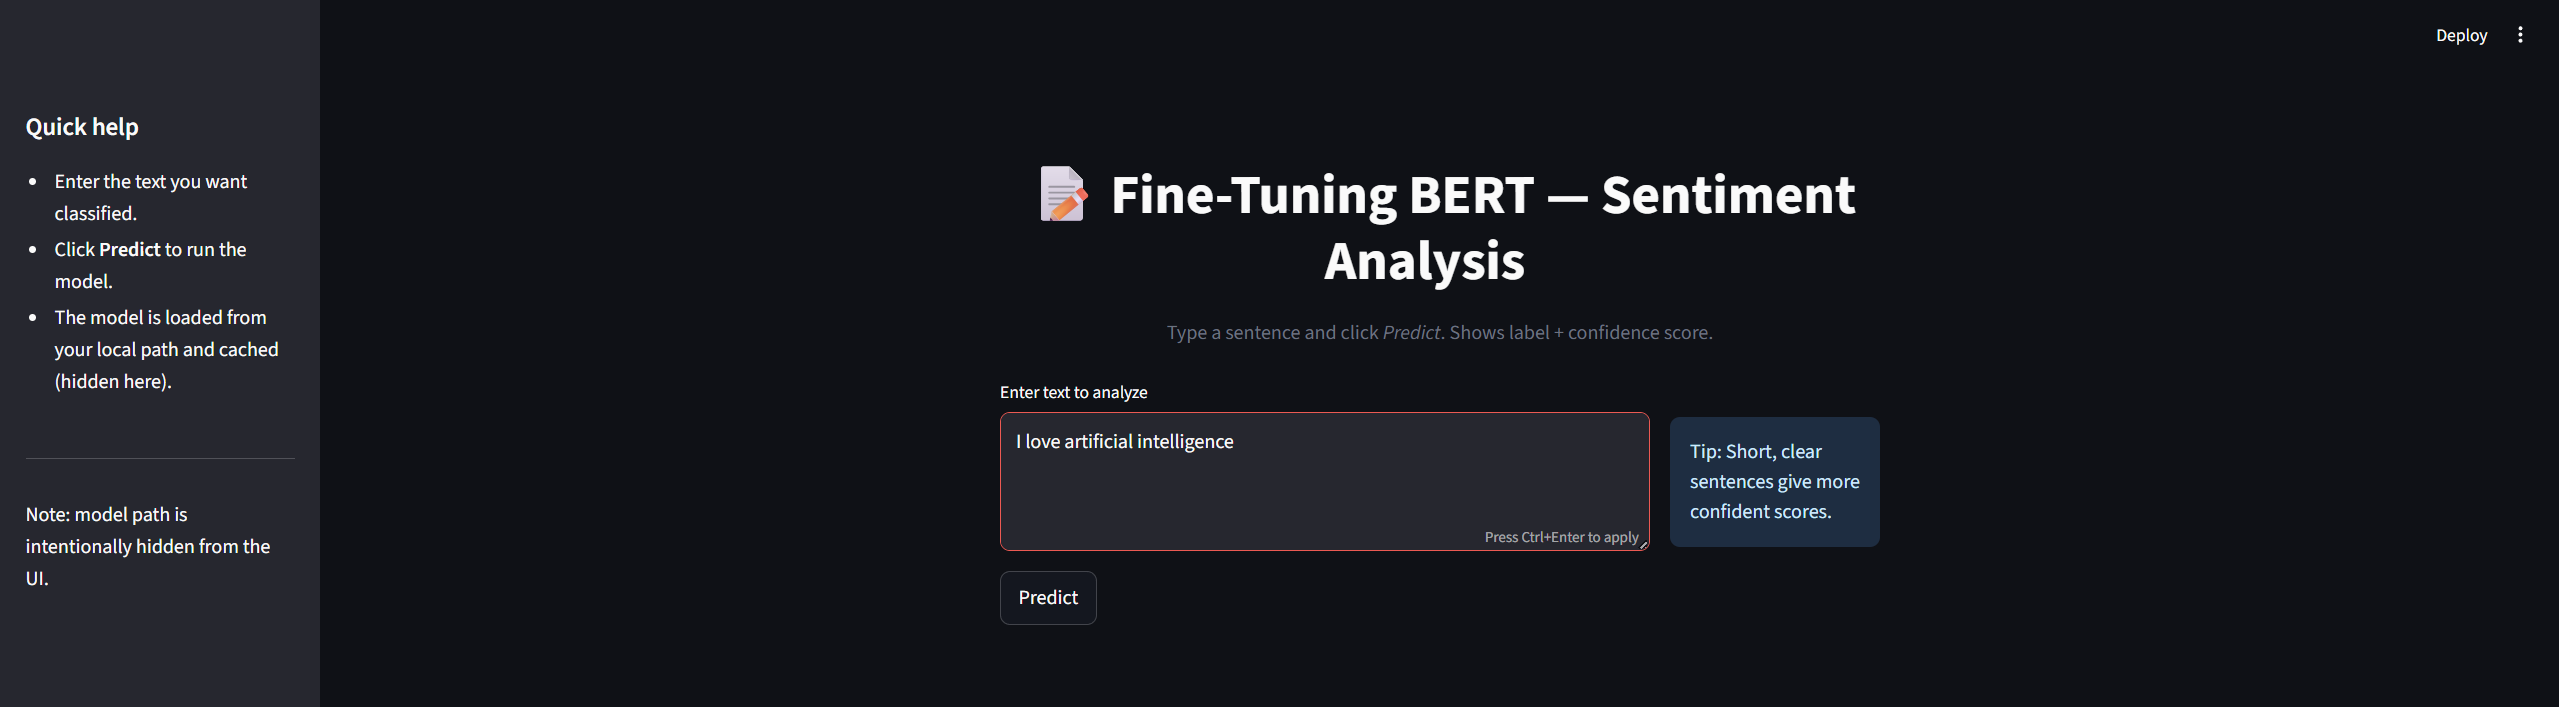 Deploy
Quick help
Enter the text you want
classified.
Click Predict to run the
model.
The model is loaded from
your local path and cached
(hidden here).
Note: model path is
intentionally hidden from the
UI.
Fine-Tuning BERT — Sentiment
Analysis
Type a sentence and click Predict. Shows label + confidence score.
Enter text to analyze
I love artificial intelligence
Press Ctrl+Enter to apply
Tip: Short, clear
sentences give more
confident scores.
Predict